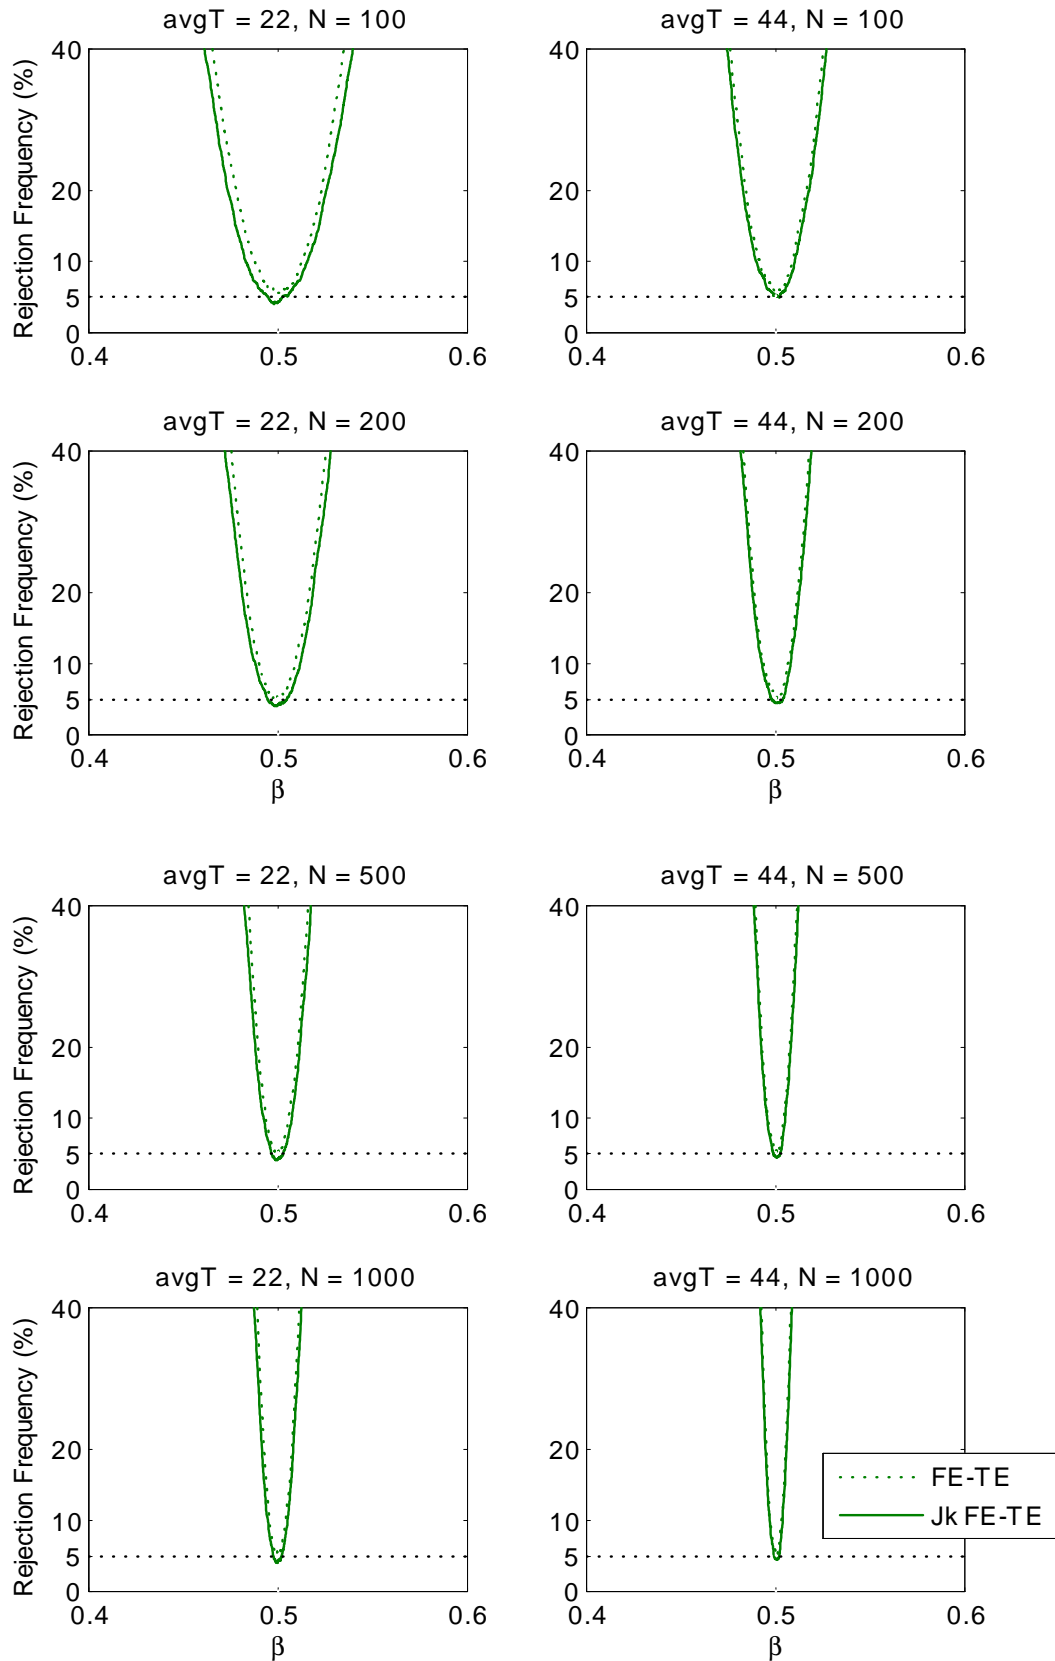 avgT = 22, N = 100
avgT = 44, N = 100
Rejection Frequency (%)
40
20
10
5
0
0.4 0.5 0.6
40
20
10
5
0
0.4 0.5 0.6
avgT = 22, N = 200
avgT = 44, N = 200
Rejection Frequency (%)
40
20
10
5
0
0.4 0.5 0.6
β
40
20
10
5
0
0.4 0.5 0.6
β
avgT = 22, N = 500
avgT = 44, N = 500
Rejection Frequency (%)
40
20
10
5
0
0.4 0.5 0.6
40
20
10
5
0
0.4 0.5 0.6
avgT = 22, N = 1000
avgT = 44, N = 1000
Rejection Frequency (%)
40
20
10
5
0
0.4 0.5 0.6
β
40
20
10
5
0
0.4 0.5 0.6
β
FE-TE
Jk FE-TE